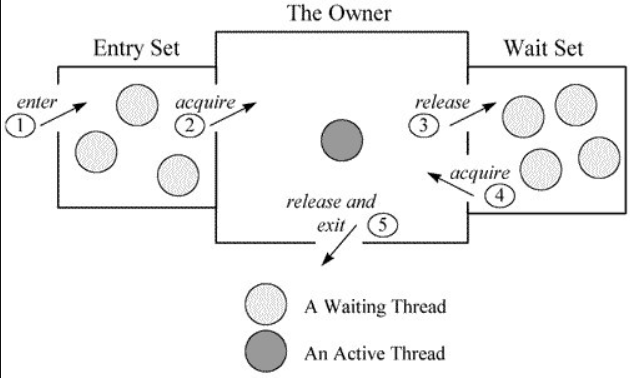 The Owner
Entry Set
Wait Set
enter
1
acquire
2
release
3
acquire
4
release and
exit
5
A Waiting Thread
An Active Thread